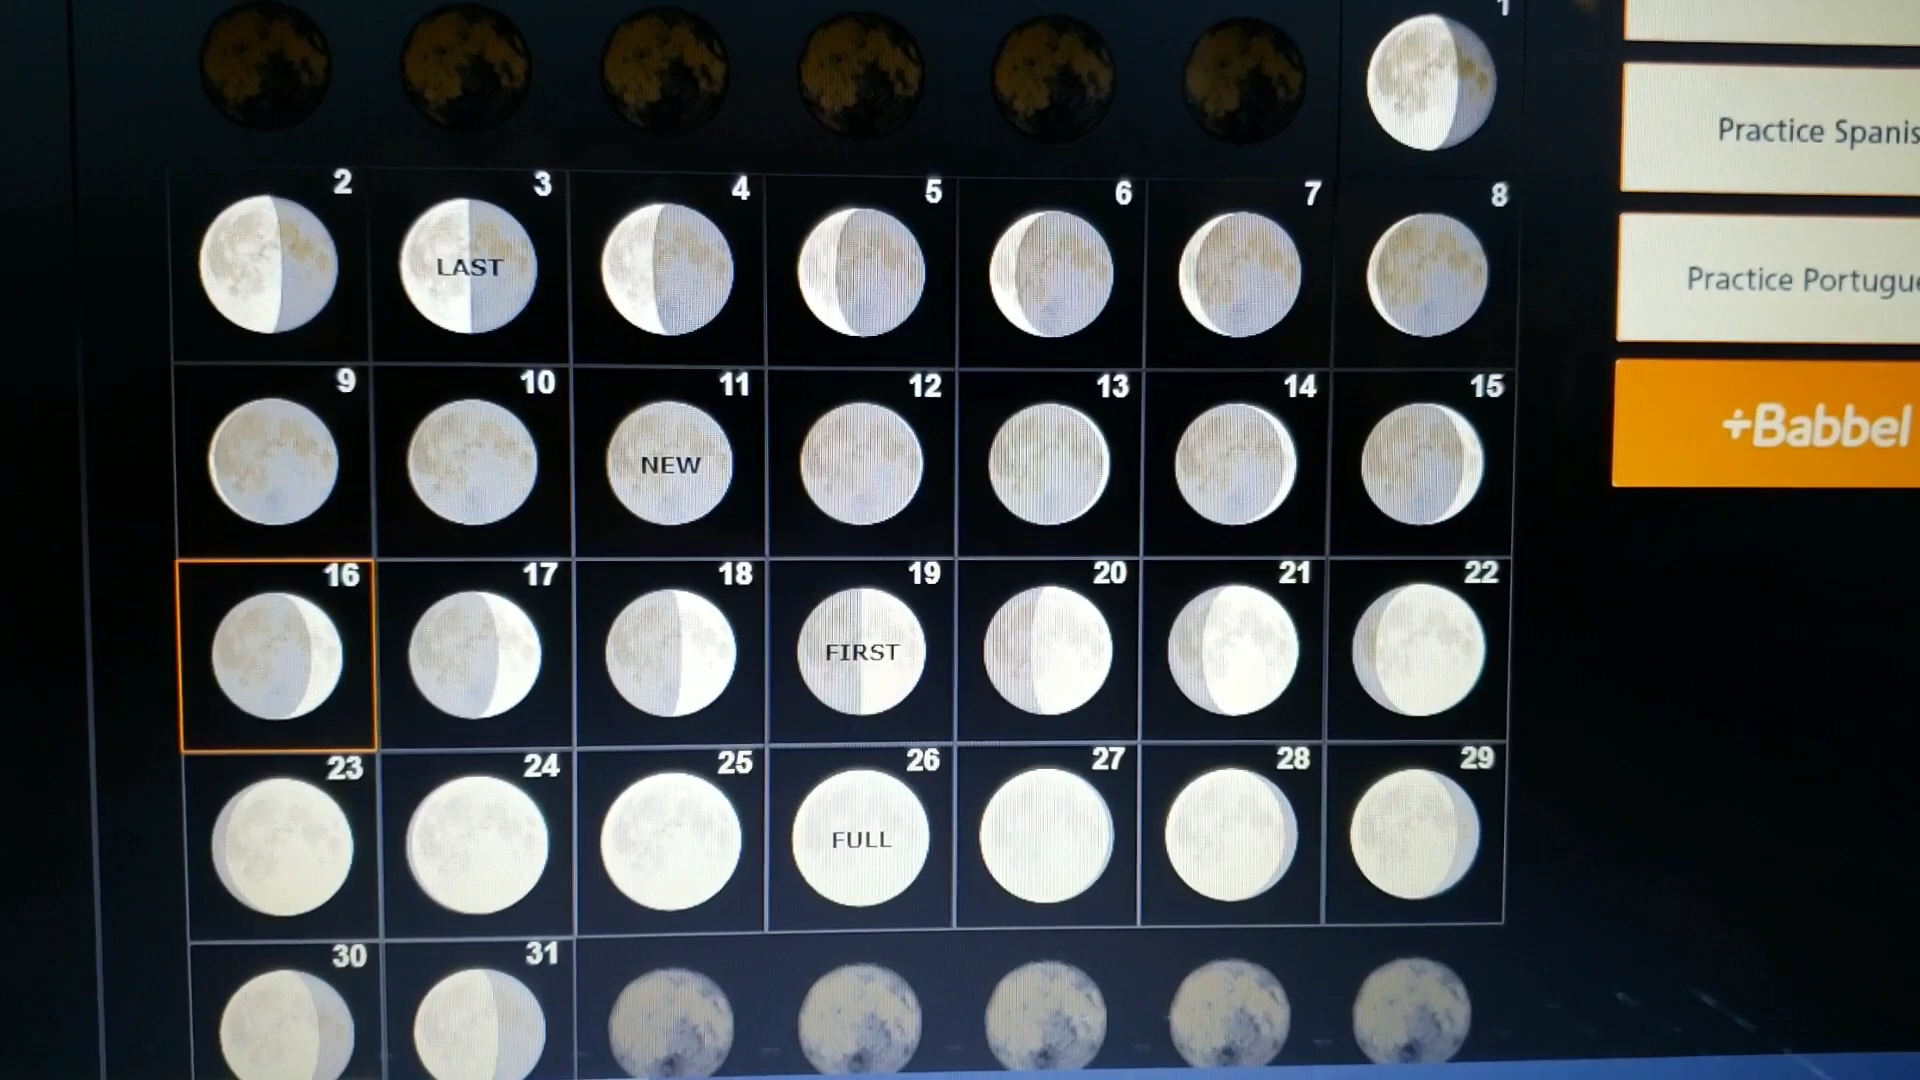 1
Practice Spanis
2 3 4 5 6 7 8
LAST
Practice Portugue
9 10 11 12 13 14 15
NEW
+Babbel
16 17 18 19 20 21 22
FIRST
23 24 25 26 27 28 29
FULL
30 31